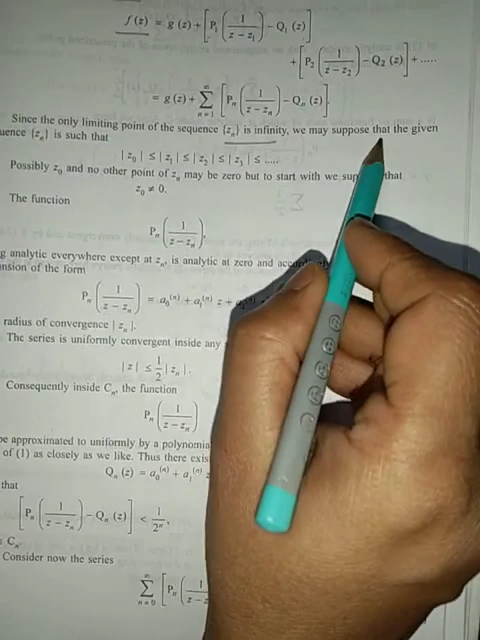 f (z) = g (z) + [P₁ (1/(z − z₁)) − Q₁ (z)]
+ [P₂ (1/(z − z₂)) − Q₂ (z)] + .....
= g (z) + ∑_{n=1}^{∞} [Pₙ (1/(z − zₙ)) − Qₙ (z)].
Since the only limiting point of the sequence {zₙ} is infinity, we may suppose that the given
uence {zₙ} is such that
| z₀ | ≤ | z₁ | ≤ | z₂ | ≤ | z₃ | ≤ .....
Possibly z₀ and no other point of zₙ may be zero but to start with we sup that
z₀ ≠ 0.
The function
Pₙ (1/(z − zₙ)),
g analytic everywhere except at zₙ, is analytic at zero and acco
ansion of the form
Pₙ (1/(z − zₙ)) = a₀⁽ⁿ⁾ + a₁⁽ⁿ⁾ z +
radius of convergence | zₙ |.
The series is uniformly convergent inside any
| z | ≤ 1/2 | zₙ |.
Consequently inside Cₙ, the function
Pₙ (1/(z − zₙ))
be approximated to uniformly by a polynomia
of (1) as closely as we like. Thus there exis
Qₙ (z) = a₀⁽ⁿ⁾ + a₁⁽ⁿ⁾
that
[Pₙ (1/(z − zₙ)) − Qₙ (z)] < 1/2ⁿ,
Cₙ.
Consider now the series
∑_{n=0}^{∞} [Pₙ (1/(z −